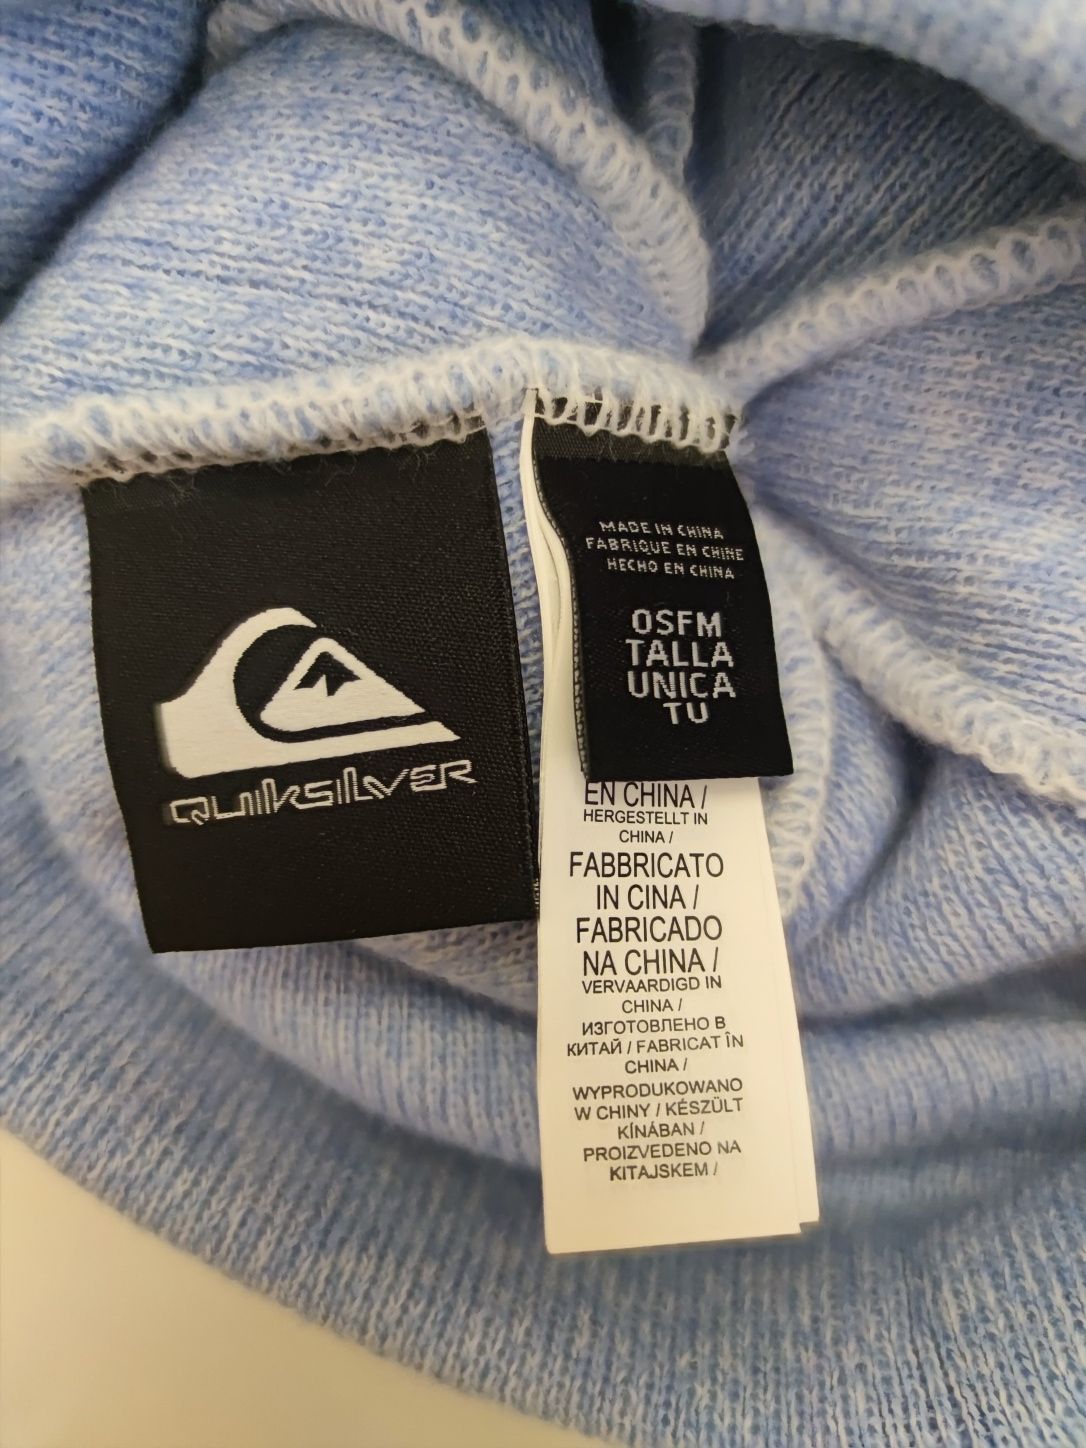 QUIKSILVER
MADE IN CHINA
FABRIQUE EN CHINE
HECHO EN CHINA
OSFM
TALLA
UNICA
TU
EN CHINA /
HERGESTELLT IN
CHINA /
FABBRICATO
IN CINA /
FABRICADO
NA CHINA /
VERVAARDIGD IN
CHINA /
ИЗГОТОВЛЕНО В
КИТАЙ / FABRICAT ÎN
CHINA /
WYPRODUKOWANO
W CHINY / KÉSZÜLT
KÍNÁBAN /
PROIZVEDENO NA
KITAJSKEM /